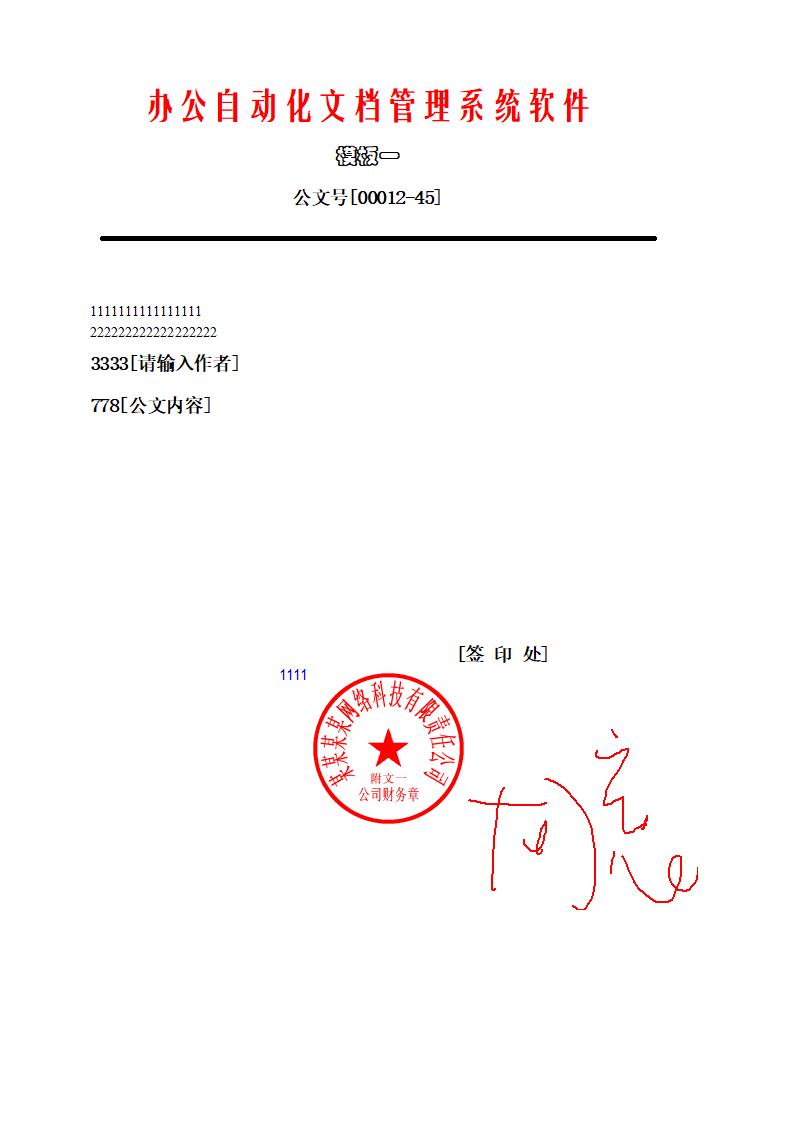 办公自动化文档管理系统软件
模板一
公文号[00012-45]
1111111111111111
222222222222222222
3333[请输入作者]
778[公文内容]
[签 印 处]
1111
某某某某网络科技有限责任公司
附文一
公司财务章